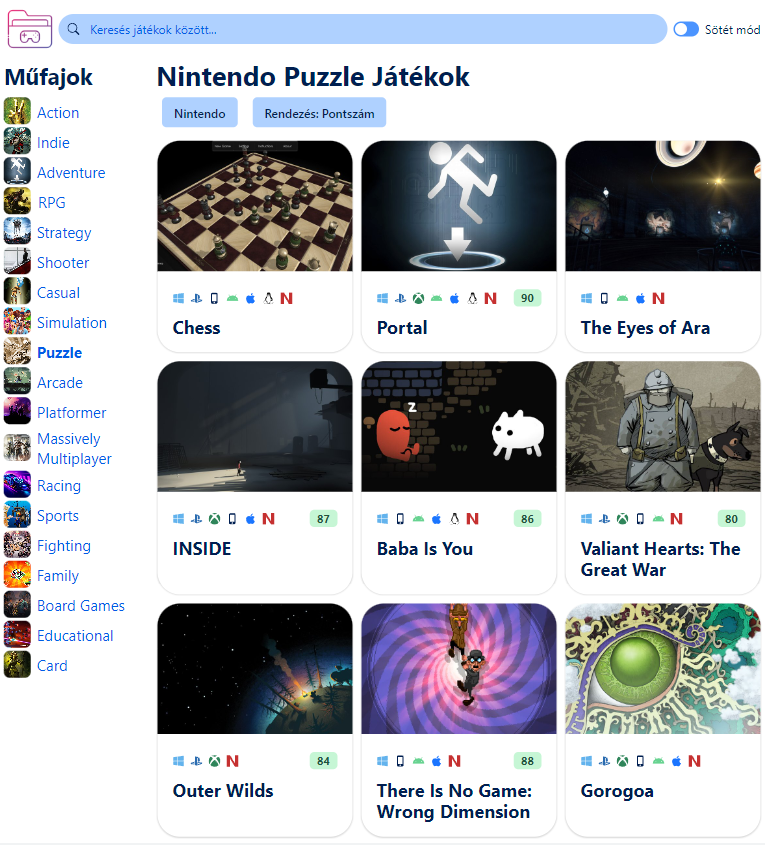 Keresés játékok között...
Sötét mód
Műfajok
Action
Indie
Adventure
RPG
Strategy
Shooter
Casual
Simulation
Puzzle
Arcade
Platformer
Massively
Multiplayer
Racing
Sports
Fighting
Family
Board Games
Educational
Card
Nintendo Puzzle Játékok
Nintendo
Rendezés: Pontszám
Chess
90
Portal
The Eyes of Ara
87
INSIDE
z
86
Baba Is You
80
Valiant Hearts: The
Great War
84
Outer Wilds
88
There Is No Game:
Wrong Dimension
Gorogoa